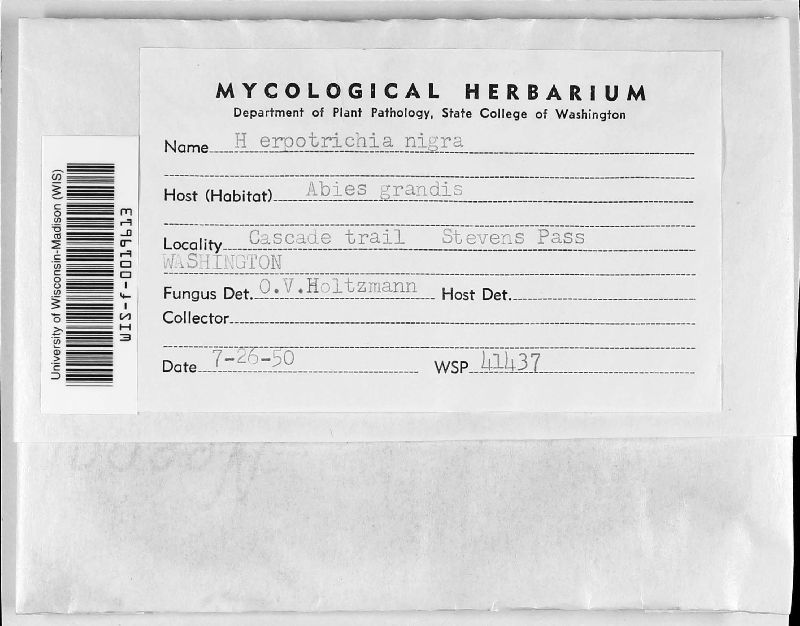 MYCOLOGICAL HERBARIUM
Department of Plant Pathology, State College of Washington
Name H erpotrichia nigra
Host (Habitat) Abies grandis
Locality Cascade trail Stevens Pass
WASHINGTON
Fungus Det. O.V.Holtzmann Host Det.
Collector
Date 7-26-50 WSP 41437
University of Wisconsin-Madison (WIS)
WIS-f-0019613